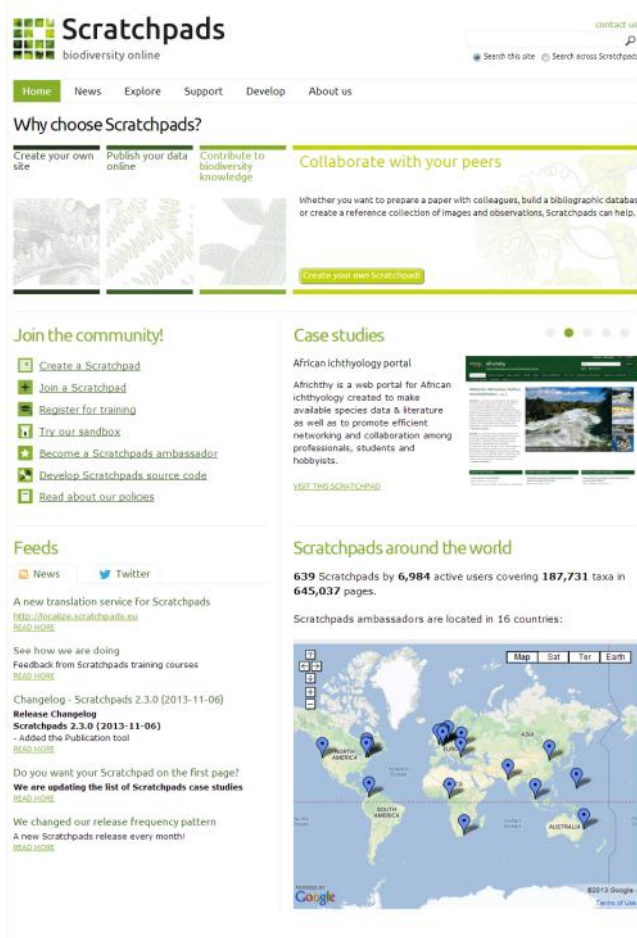 Scratchpads
biodiversity online
contact us
Search this site Search across Scratchpads
Home News Explore Support Develop About us
Why choose Scratchpads?
Create your own
site
Publish your data
online
Contribute to
biodiversity
knowledge
Collaborate with your peers
Whether you want to prepare a paper with colleagues, build a bibliographic databas
or create a reference collection of images and observations, Scratchpads can help.
Create your own Scratchpad!
Join the community!
Create a Scratchpad
Join a Scratchpad
Register for training
Try our sandbox
Become a Scratchpads ambassador
Develop Scratchpads source code
Read about our policies
Case studies
African ichthyology portal
Africhthy is a web portal for African
ichthyology created to make
available species data & literature
as well as to promote efficient
networking and collaboration among
professionals, students and
hobbyists.
VISIT THIS SCRATCHPAD
Feeds
News Twitter
A new translation service for Scratchpads
http://localize.scratchpads.eu
READ MORE
See how we are doing
Feedback from Scratchpads training courses
READ MORE
Changelog - Scratchpads 2.3.0 (2013-11-06)
Release Changelog
Scratchpads 2.3.0 (2013-11-06)
- Added the Publication tool
READ MORE
Do you want your Scratchpad on the first page?
We are updating the list of Scratchpads case studies
READ MORE
We changed our release frequency pattern
A new Scratchpads release every month!
READ MORE
Scratchpads around the world
639 Scratchpads by 6,984 active users covering 187,731 taxa in
645,037 pages.
Scratchpads ambassadors are located in 16 countries:
Map Sat Ter Earth
NORTH
AMERICA
ASIA
SOUTH
AMERICA
AUSTRALIA
POWERED BY
Google
©2013 Google
Terms of Use